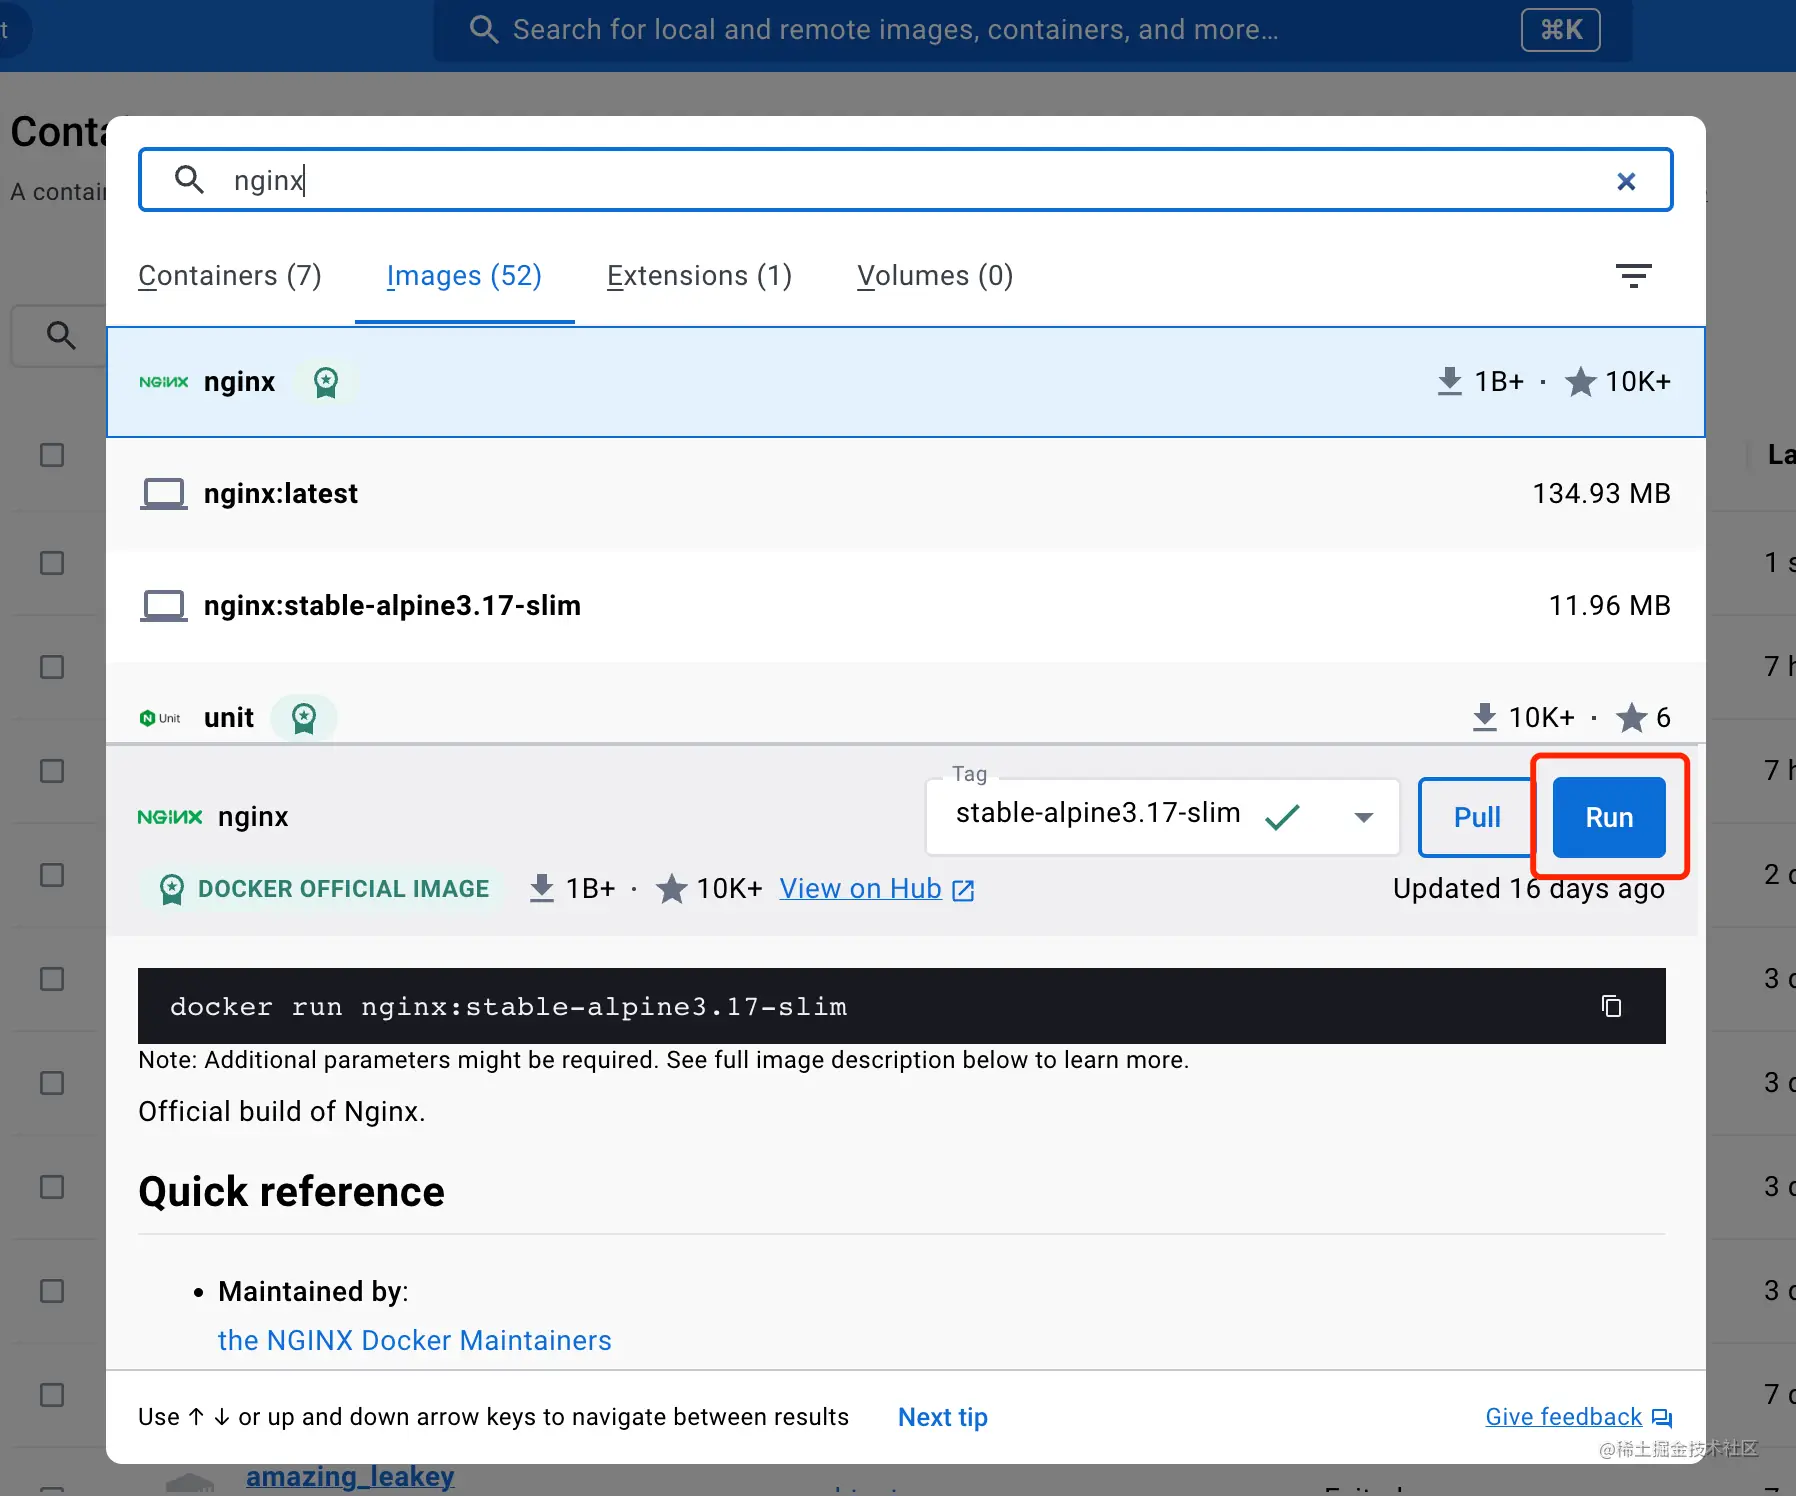 t
Search for local and remote images, containers, and more...
⌘K
Conta
A contain
nginx
Containers (7)
Images (52)
Extensions (1)
Volumes (0)
NGINX nginx
1B+ · 10K+
La
nginx:latest
134.93 MB
1 s
nginx:stable-alpine3.17-slim
11.96 MB
7 h
N Unit unit
10K+ · 6
7 h
Tag
NGINX nginx
stable-alpine3.17-slim
Pull
Run
DOCKER OFFICIAL IMAGE
1B+ · 10K+
View on Hub
Updated 16 days ago
2 d
docker run nginx:stable-alpine3.17-slim
3 d
Note: Additional parameters might be required. See full image description below to learn more.
3 d
Official build of Nginx.
Quick reference
3 d
• Maintained by:
3 d
the NGINX Docker Maintainers
7 d
Use ↑ ↓ or up and down arrow keys to navigate between results
Next tip
Give feedback
@稀土掘金技术社区
amazing_leakey